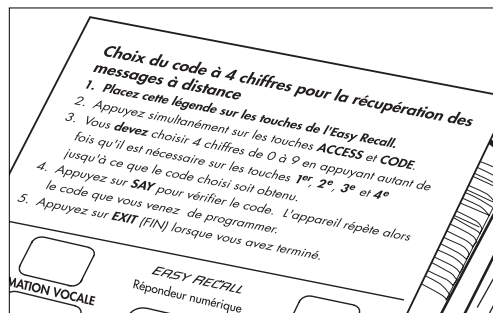 Choix du code à 4 chiffres pour la récupération des
messages à distance
1. Placez cette légende sur les touches de l'Easy Recall.
2. Appuyez simultanément sur les touches ACCESS et CODE.
3. Vous devez choisir 4 chiffres de 0 à 9 en appuyant autant de
fois qu'il est nécessaire sur les touches 1er, 2e, 3e et 4e
jusqu'à ce que le code choisi soit obtenu.
4. Appuyez sur SAY pour vérifier le code. L'appareil répète alors
le code que vous venez de programmer.
5. Appuyez sur EXIT (FIN) lorsque vous avez terminé.
EASY RECALL
Répondeur numérique
MATION VOCALE